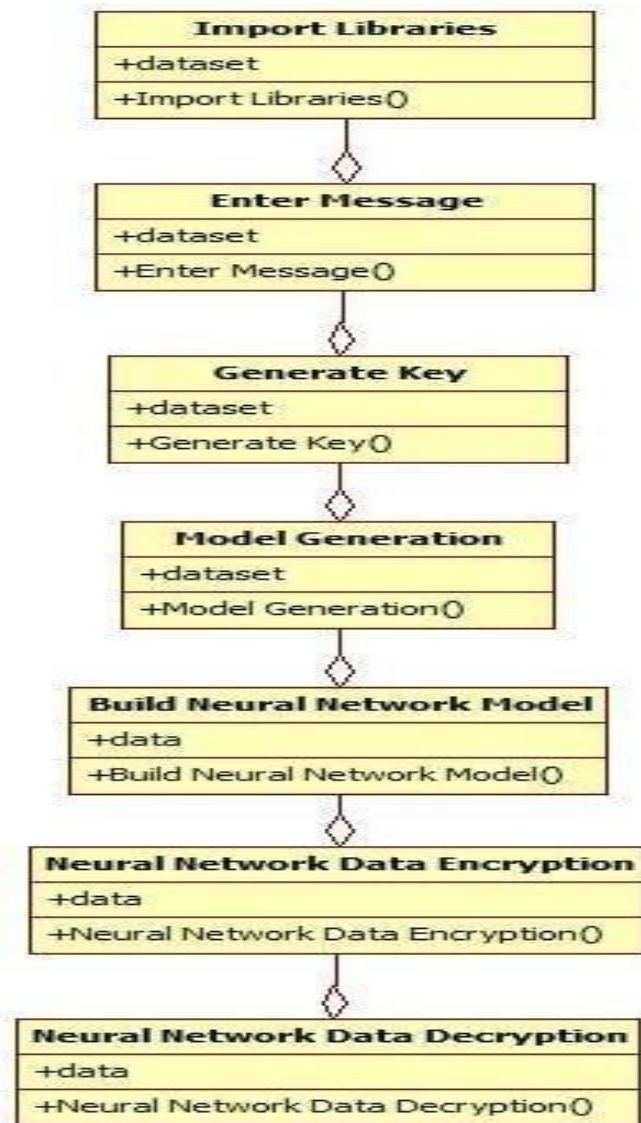 Import Libraries
+dataset
+Import Libraries()
Enter Message
+dataset
+Enter Message()
Generate Key
+dataset
+Generate Key()
Model Generation
+dataset
+Model Generation()
Build Neural Network Model
+data
+Build Neural Network Model()
Neural Network Data Encryption
+data
+Neural Network Data Encryption()
Neural Network Data Decryption
+data
+Neural Network Data Decryption()